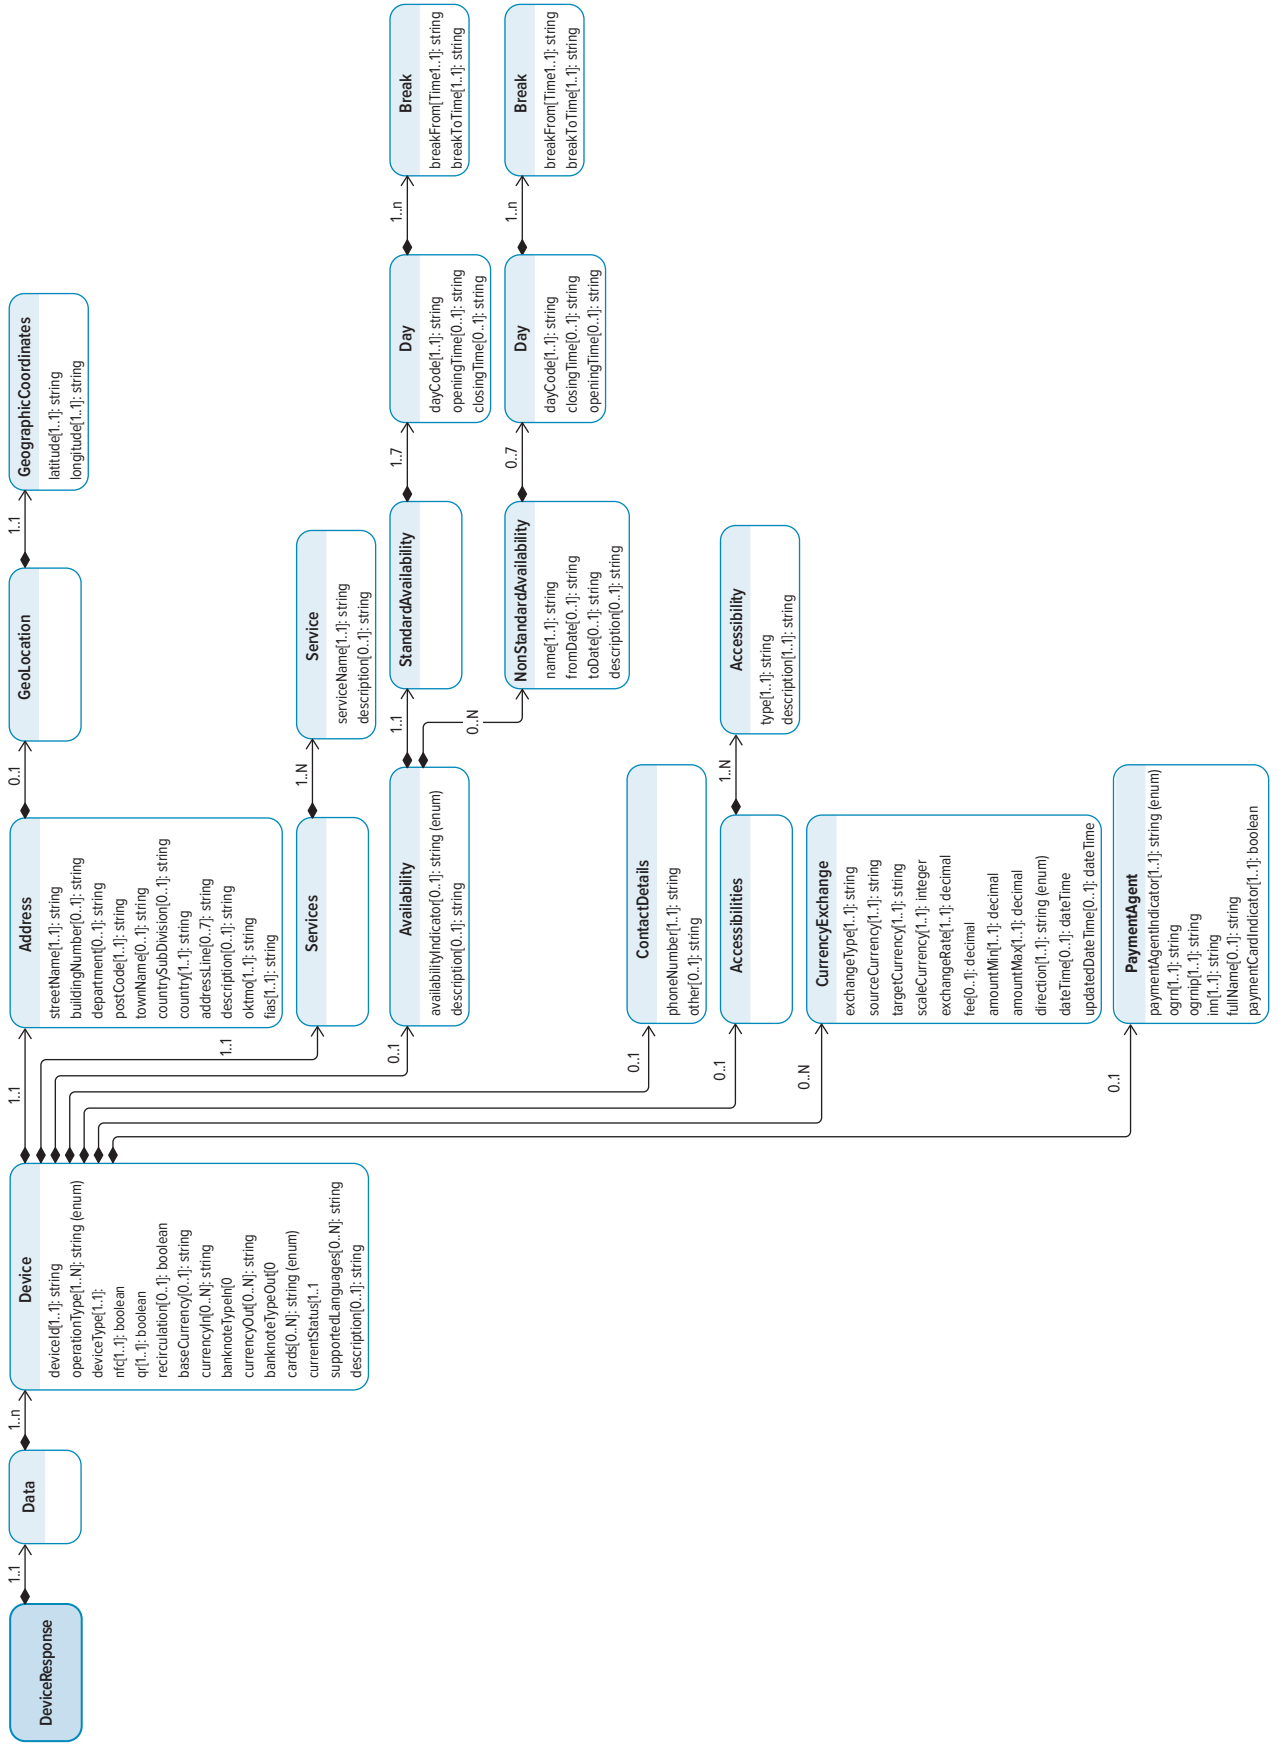 DeviceResponse
1..1
Data
1..n
Device
deviceId[1..1]: string
operationType[1..N]: string (enum)
deviceType[1..1]:
nfc[1..1]: boolean
qr[1..1]: boolean
recirculation[0..1]: boolean
baseCurrency[0..1]: string
currencyIn[0..N]: string
banknoteTypeIn[0
currencyOut[0..N]: string
banknoteTypeOut[0
cards[0..N]: string (enum)
currentStatus[1..1
supportedLanguages[0..N]: string
description[0..1]: string
1..1
Address
streetName[1..1]: string
buildingNumber[0..1]: string
department[0..1]: string
postCode[1..1]: string
townName[0..1]: string
countrySubDivision[0..1]: string
country[1..1]: string
addressLine[0..7]: string
description[0..1]: string
oktmo[1..1]: string
fias[1..1]: string
0..1
GeoLocation
1..1
GeographicCoordinates
latitude[1..1]: string
longitude[1..1]: string
1..1
Services
1..N
Service
serviceName[1..1]: string
description[0..1]: string
0..1
Availability
availabilityIndicator[0..1]: string (enum)
description[0..1]: string
1..1
StandardAvailability
1..7
Day
dayCode[1..1]: string
openingTime[0..1]: string
closingTime[0..1]: string
1..n
Break
breakFrom[Time1..1]: string
breakToTime[1..1]: string
0..N
NonStandardAvailability
name[1..1]: string
fromDate[0..1]: string
toDate[0..1]: string
description[0..1]: string
0..7
Day
dayCode[1..1]: string
closingTime[0..1]: string
openingTime[0..1]: string
1..n
Break
breakFrom[Time1..1]: string
breakToTime[1..1]: string
0..1
ContactDetails
phoneNumber[1..1]: string
other[0..1]: string
0..1
Accessibilities
1..N
Accessibility
type[1..1]: string
description[1..1]: string
0..N
CurrencyExchange
exchangeType[1..1]: string
sourceCurrency[1..1]: string
targetCurrency[1..1]: string
scaleCurrency[1..1]: integer
exchangeRate[1..1]: decimal
fee[0..1]: decimal
amountMin[1..1]: decimal
amountMax[1..1]: decimal
direction[1..1]: string (enum)
dateTime[0..1]: dateTime
updatedDateTime[0..1]: dateTime
0..1
PaymentAgent
paymentAgentIndicator[1..1]: string (enum)
ogrn[1..1]: string
ogrnip[1..1]: string
inn[1..1]: string
fullName[0..1]: string
paymentCardIndicator[1..1]: boolean